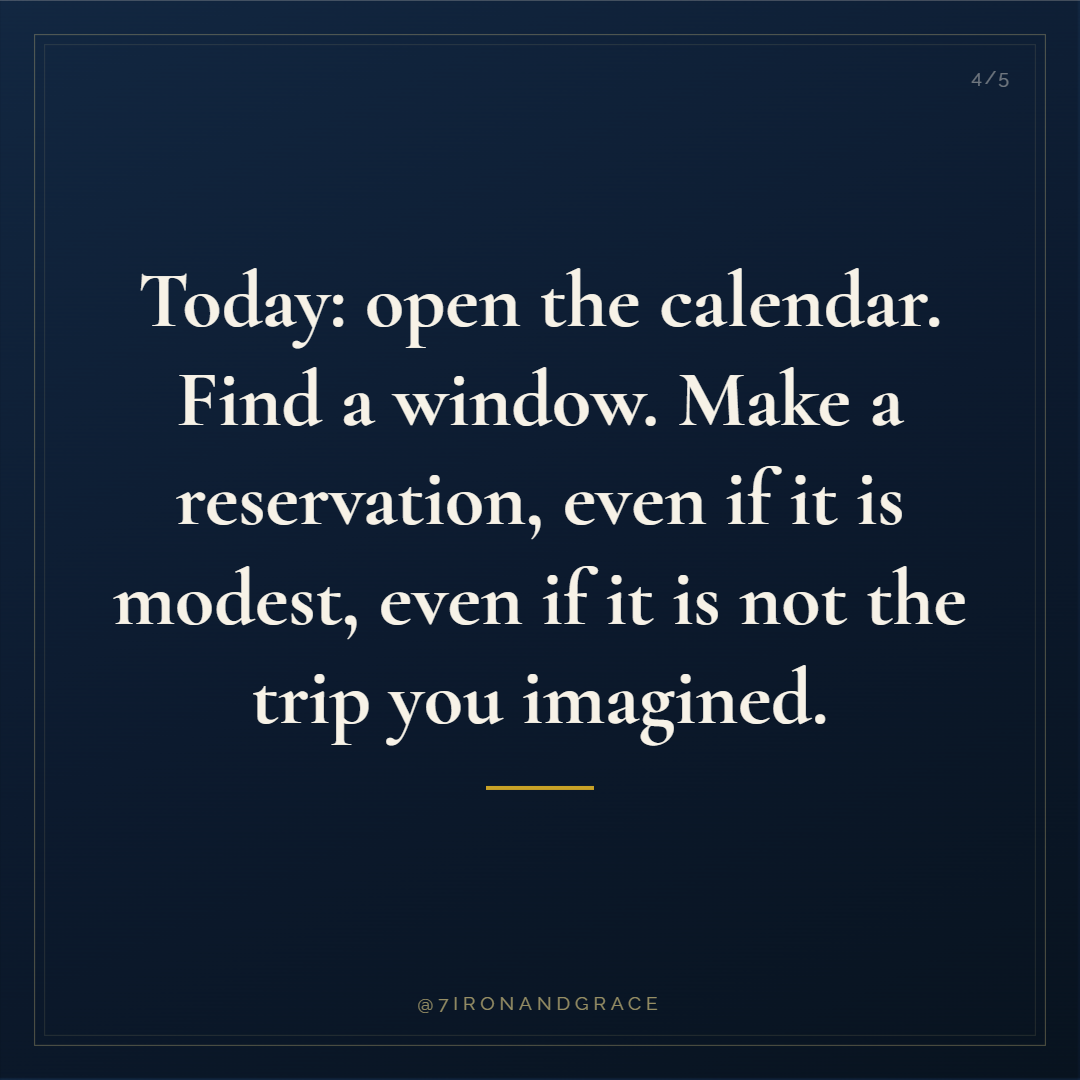 4/5
Today: open the calendar.
Find a window. Make a
reservation, even if it is
modest, even if it is not the
trip you imagined.
@7IRONANDGRACE